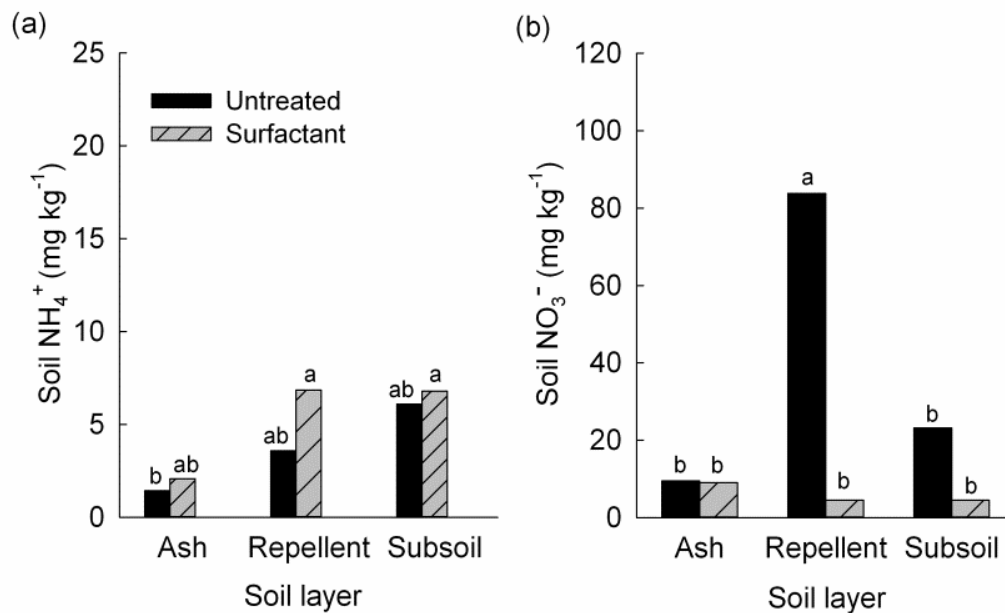 (a)
25
20
15
10
5
0
Soil NH₄⁺ (mg kg⁻¹)
Untreated
Surfactant
b ab
ab a
ab a
Ash Repellent Subsoil
Soil layer
(b)
120
100
80
60
40
20
0
Soil NO₃⁻ (mg kg⁻¹)
b b
a b
b b
Ash Repellent Subsoil
Soil layer